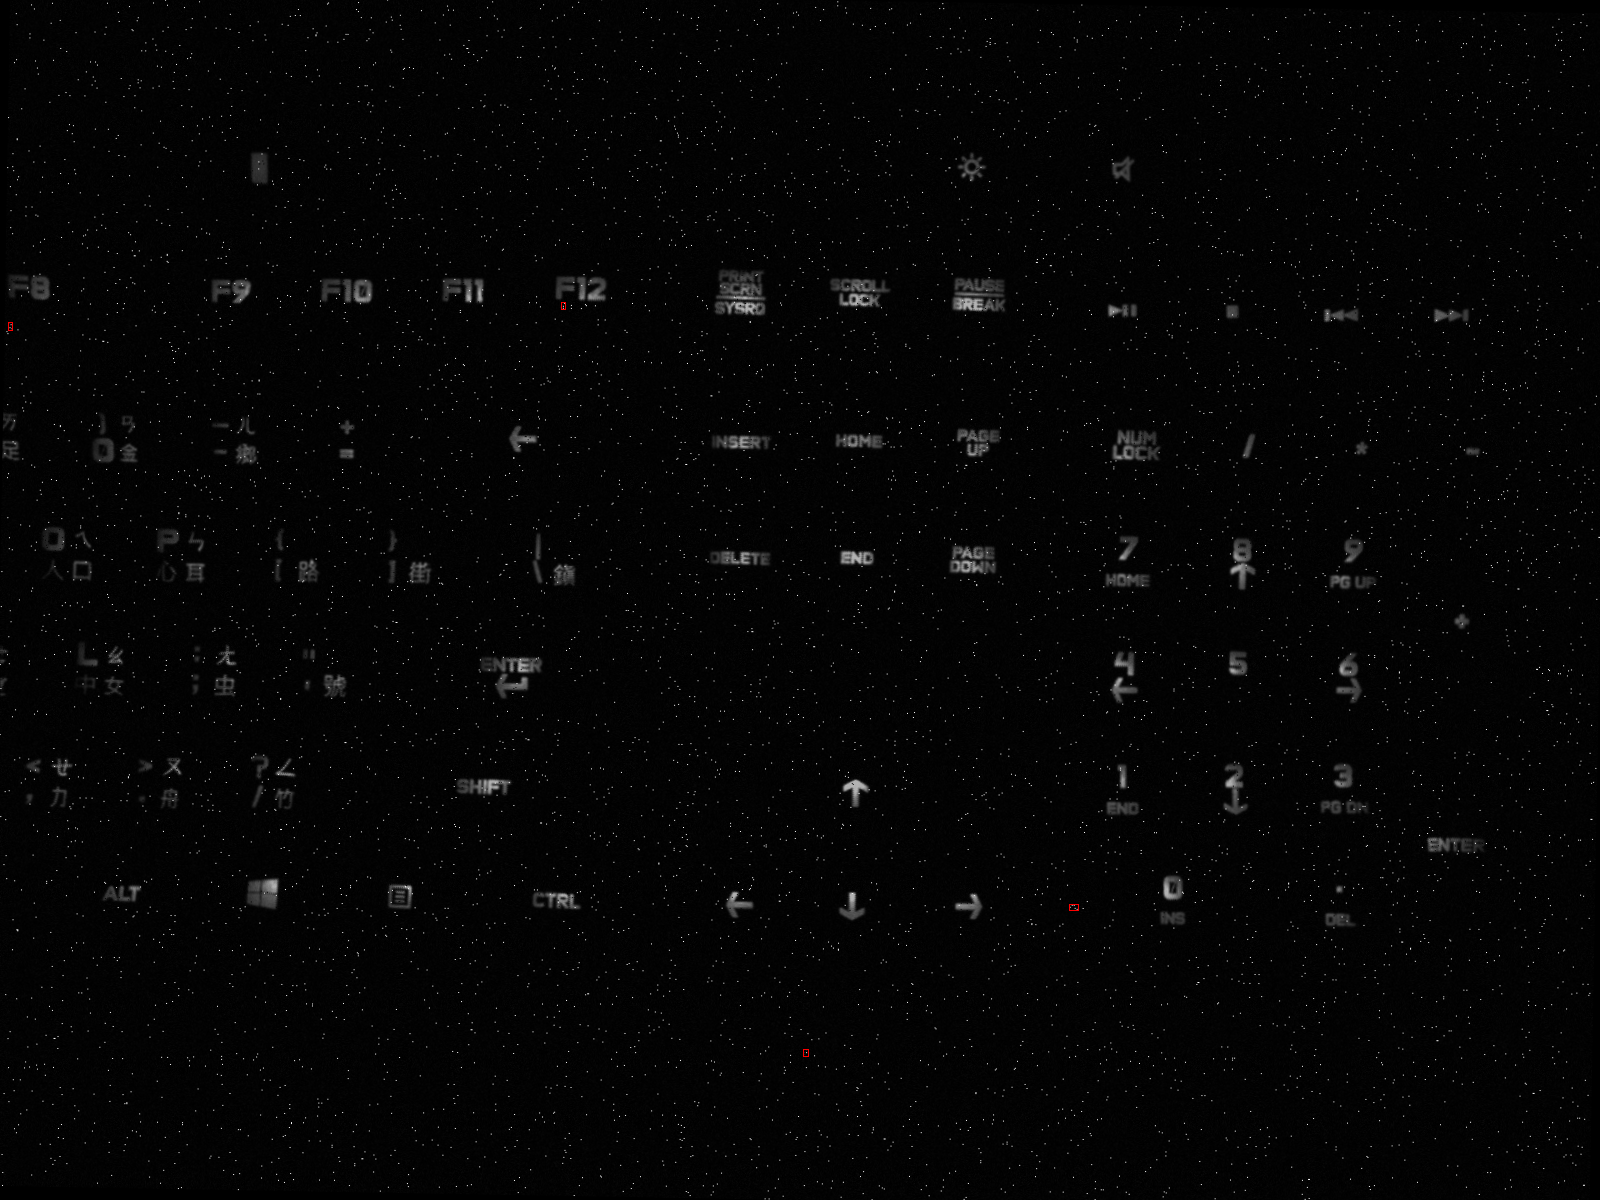 F8 F9 F10 F11 F12 PRINT SCRN SYSRQ SCROLL LOCK PAUSE BREAK
ㄞ } ㄢ — ㄦ +
足 0 金 - 鄉 = ← INSERT HOME PAGE UP NUM LOCK / * -
O ㄟ P ㄣ { } |
人 口 心 耳 [ 路 ] 街 \ 鎮 DELETE END PAGE DOWN 7 HOME 8 ↑ 9 PG UP
+
L ㄠ : ㄤ "
中 女 ; 虫 ' 號 ENTER 4 ← 5 6 →
< ㄝ > ㄡ ? ㄥ
, 力 . 舟 / 竹 SHIFT ↑ 1 END 2 ↓ 3 PG DN
ENTER
ALT CTRL ← ↓ → 0 INS . DEL